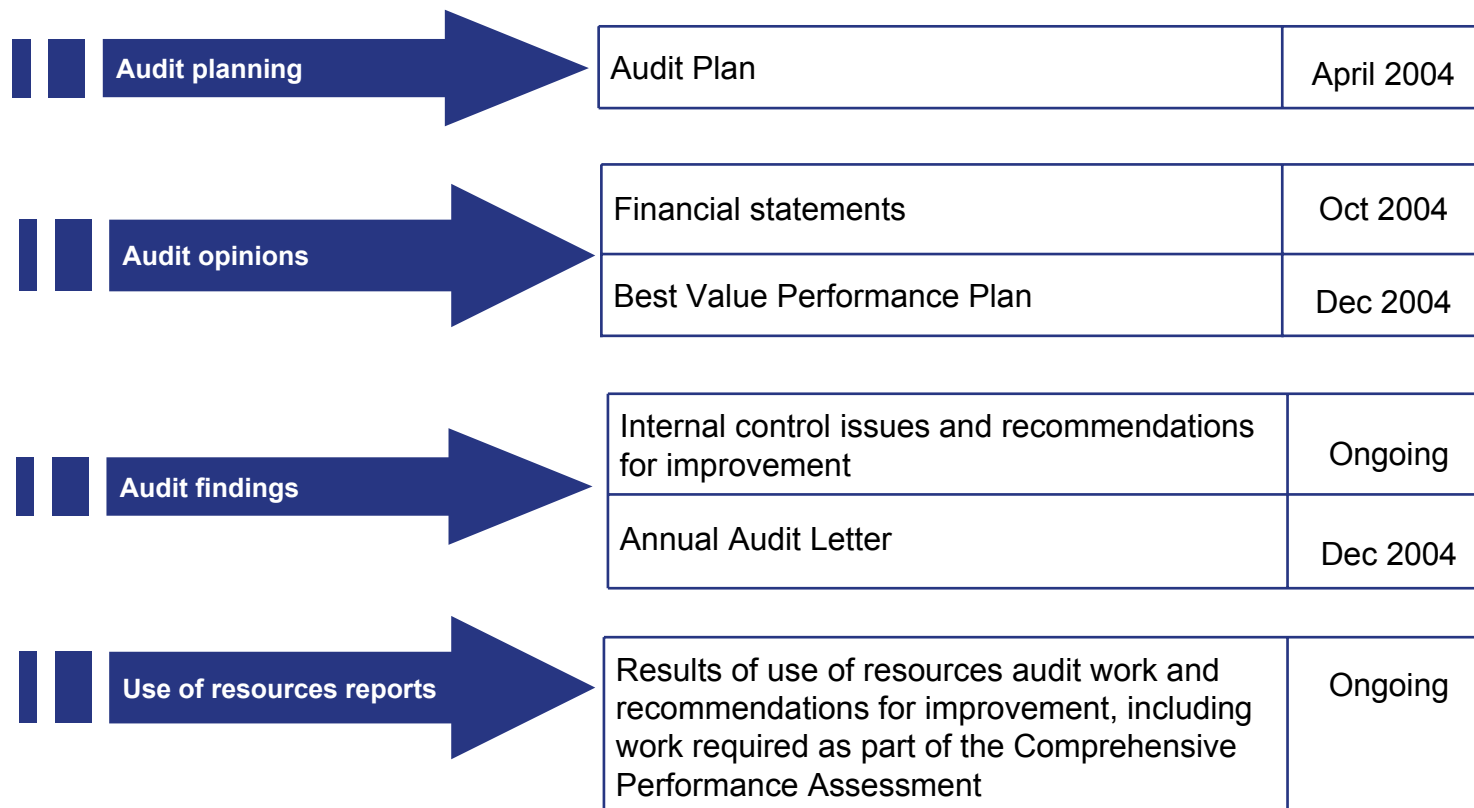 Audit planning
Audit Plan
April 2004
Audit opinions
Financial statements
Oct 2004
Best Value Performance Plan
Dec 2004
Audit findings
Internal control issues and recommendations
for improvement
Ongoing
Annual Audit Letter
Dec 2004
Use of resources reports
Results of use of resources audit work and
recommendations for improvement, including
work required as part of the Comprehensive
Performance Assessment
Ongoing